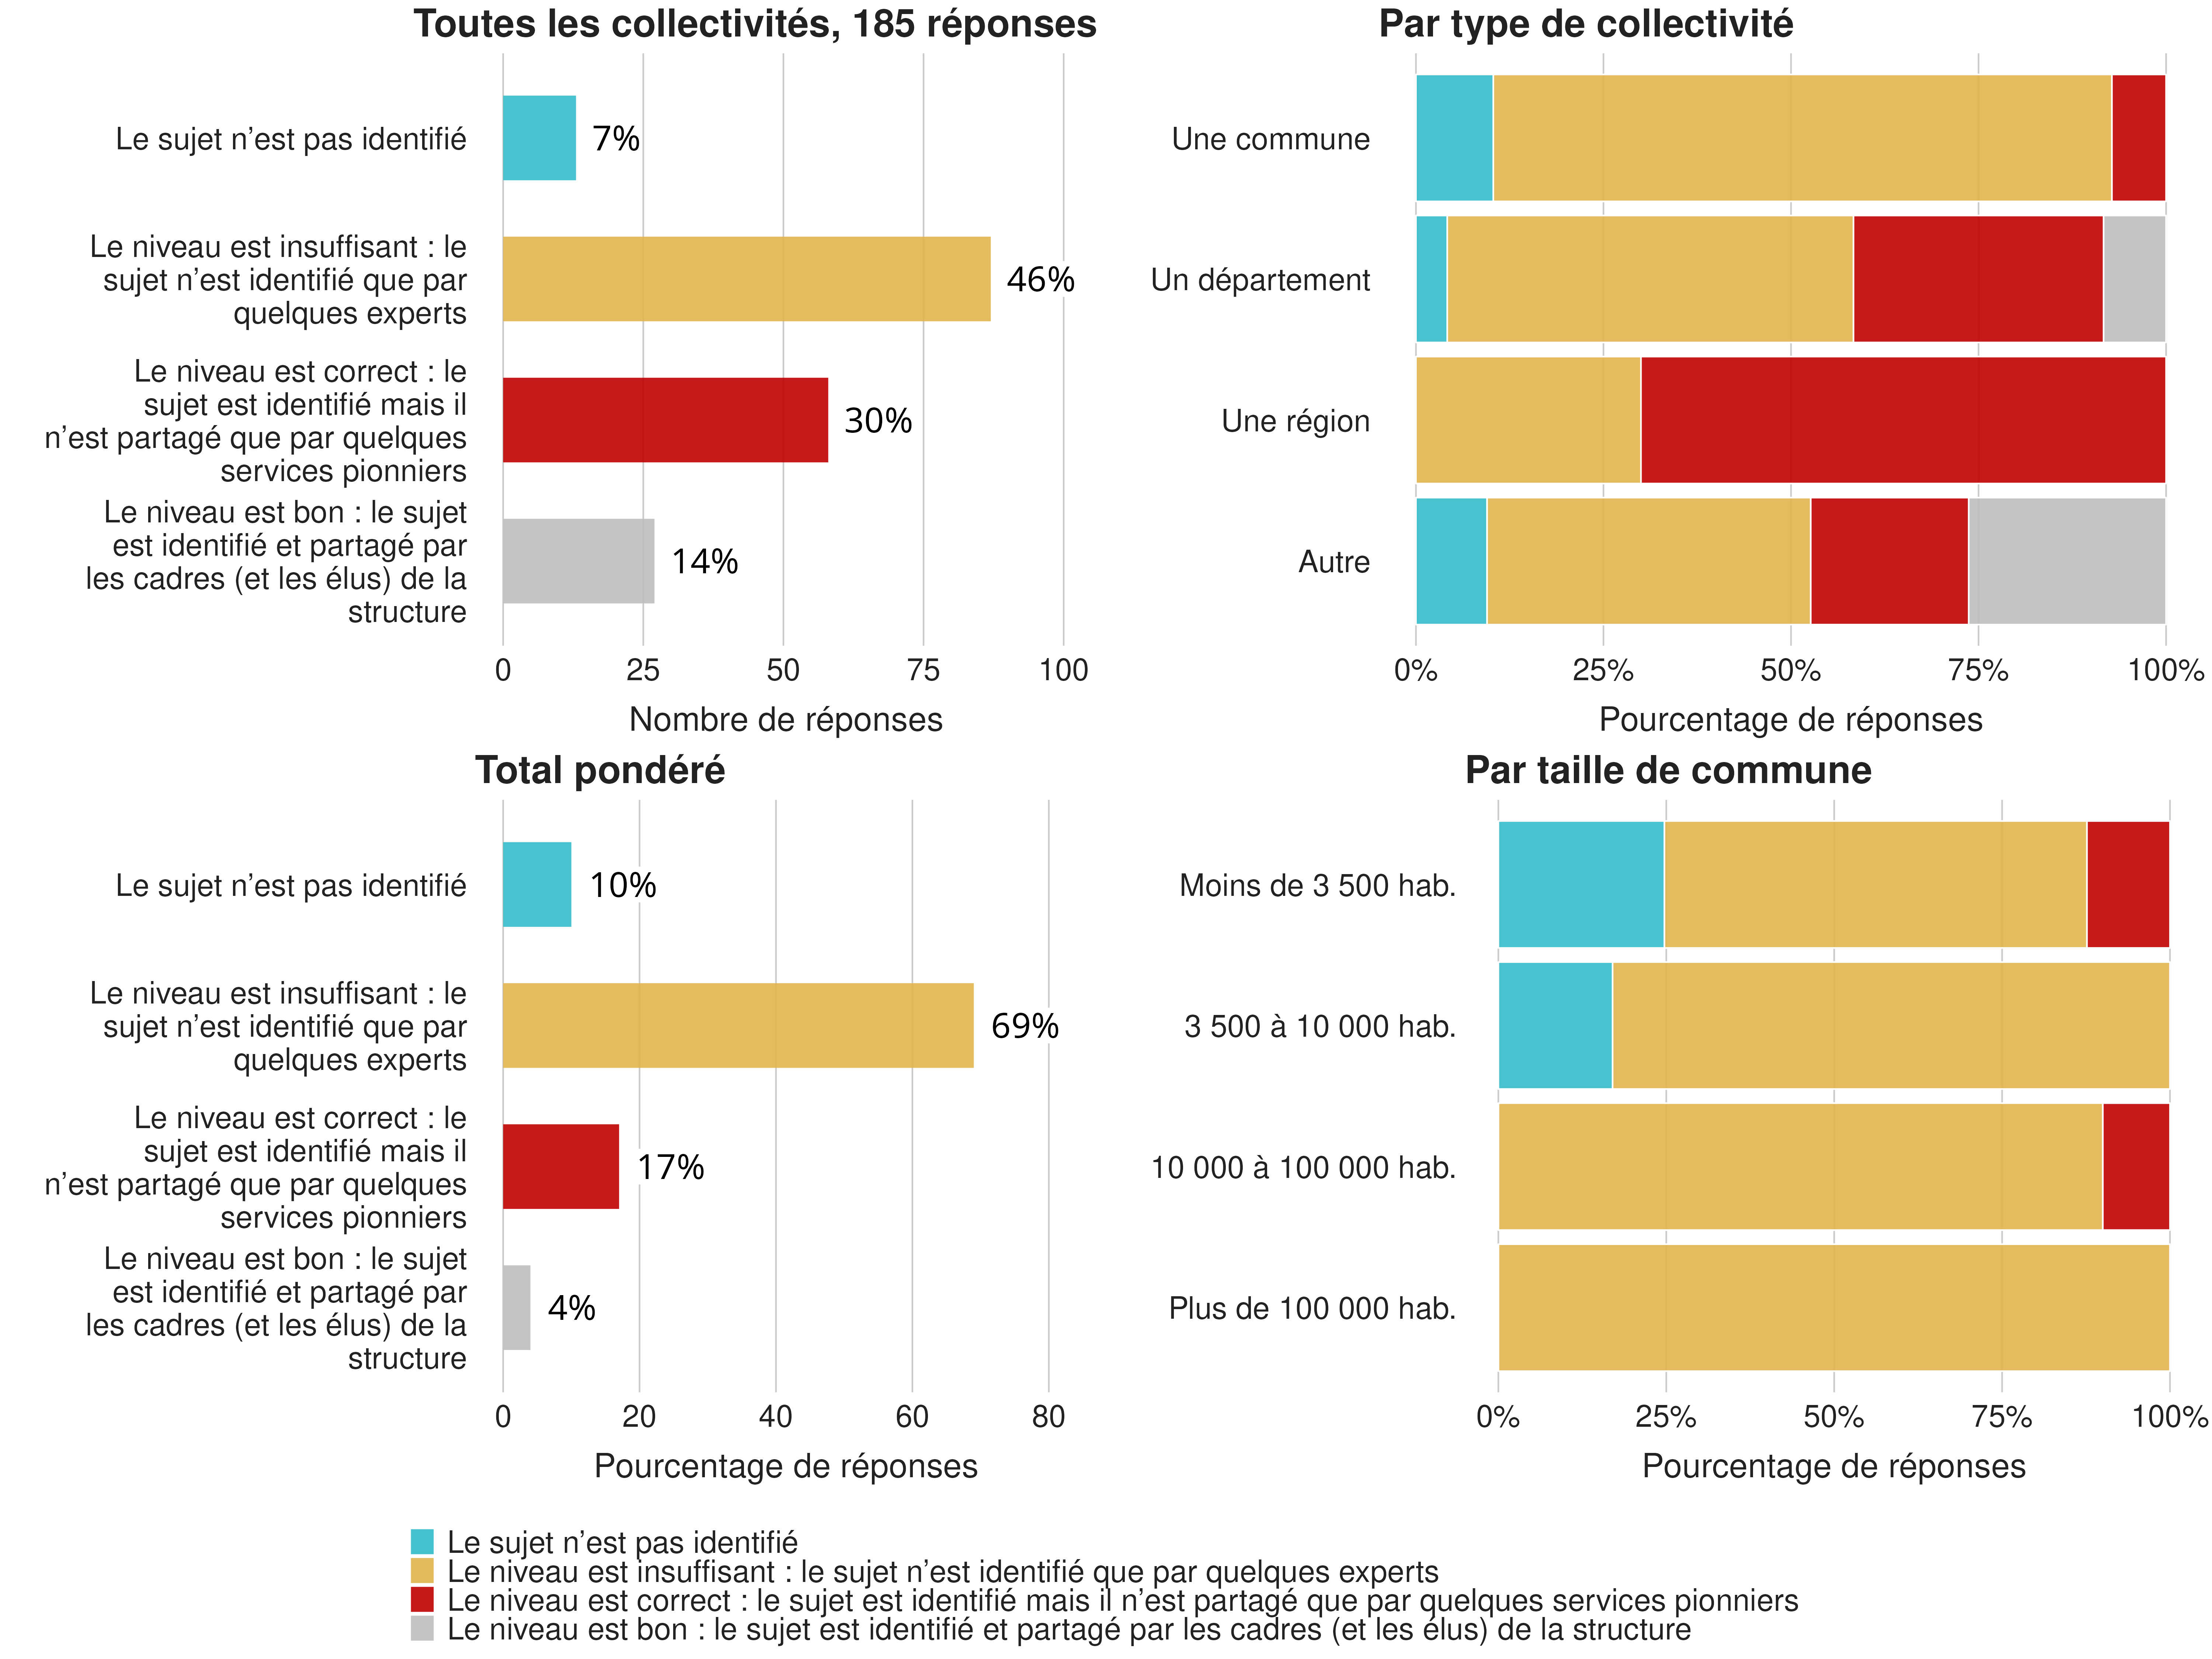 Toutes les collectivités, 185 réponses
Le sujet n’est pas identifié
7%
Le niveau est insuffisant : le
sujet n’est identifié que par
quelques experts
46%
Le niveau est correct : le
sujet est identifié mais il
n’est partagé que par quelques
services pionniers
30%
Le niveau est bon : le sujet
est identifié et partagé par
les cadres (et les élus) de la
structure
14%
0 25 50 75 100
Nombre de réponses
Par type de collectivité
Une commune
Un département
Une région
Autre
0% 25% 50% 75% 100%
Pourcentage de réponses
Total pondéré
Le sujet n’est pas identifié
10%
Le niveau est insuffisant : le
sujet n’est identifié que par
quelques experts
69%
Le niveau est correct : le
sujet est identifié mais il
n’est partagé que par quelques
services pionniers
17%
Le niveau est bon : le sujet
est identifié et partagé par
les cadres (et les élus) de la
structure
4%
0 20 40 60 80
Pourcentage de réponses
Par taille de commune
Moins de 3 500 hab.
3 500 à 10 000 hab.
10 000 à 100 000 hab.
Plus de 100 000 hab.
0% 25% 50% 75% 100%
Pourcentage de réponses
Le sujet n’est pas identifié
Le niveau est insuffisant : le sujet n’est identifié que par quelques experts
Le niveau est correct : le sujet est identifié mais il n’est partagé que par quelques services pionniers
Le niveau est bon : le sujet est identifié et partagé par les cadres (et les élus) de la structure